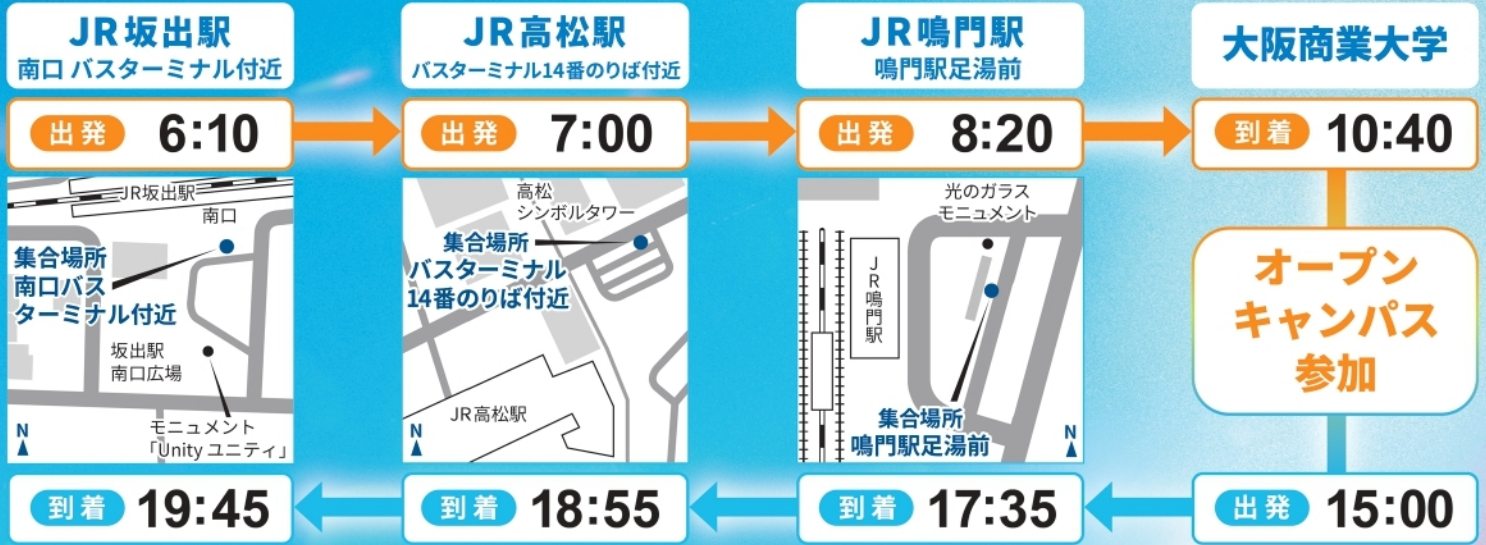 JR坂出駅
南口 バスターミナル付近
JR高松駅
バスターミナル14番のりば付近
JR鳴門駅
鳴門駅足湯前
大阪商業大学
出発 6:10
出発 7:00
出発 8:20
到着 10:40
JR坂出駅
南口
集合場所
南口バス
ターミナル付近
坂出駅
南口広場
モニュメント
「Unity ユニティ」
N
高松
シンボルタワー
集合場所
バスターミナル
14番のりば付近
JR高松駅
N
光のガラス
モニュメント
JR鳴門駅
集合場所
鳴門駅足湯前
N
オープン
キャンパス
参加
到着 19:45
到着 18:55
到着 17:35
出発 15:00